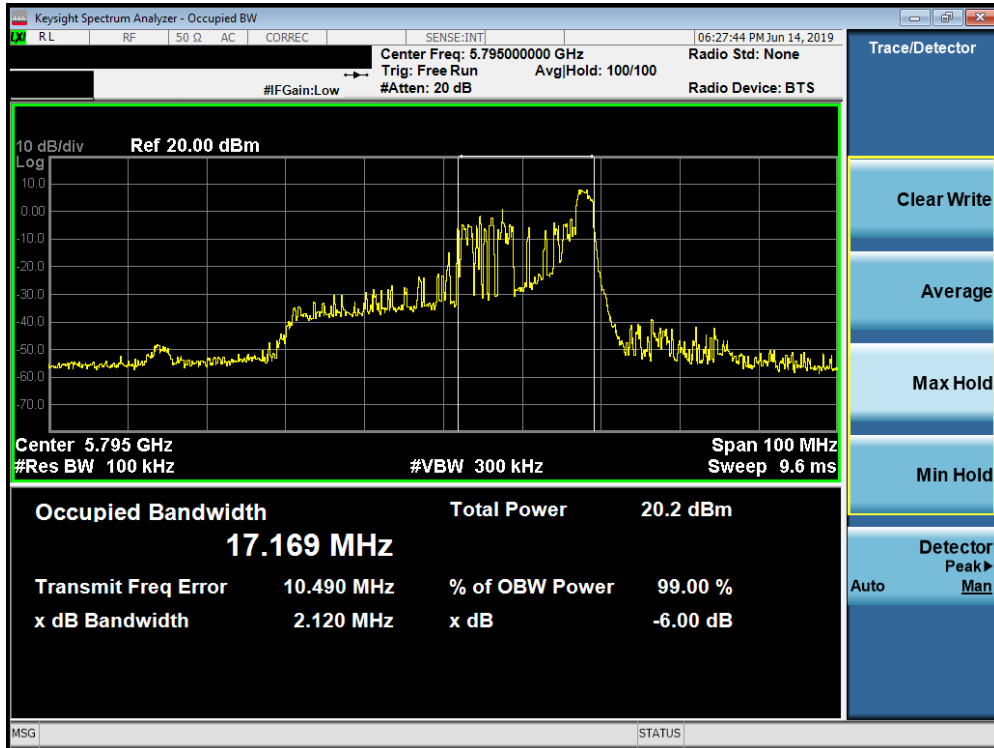 Keysight Spectrum Analyzer - Occupied BW
LXI RL RF 50 Ω AC CORREC SENSE:INT 06:27:44 PM Jun 14, 2019
Center Freq: 5.795000000 GHz Radio Std: None
Trig: Free Run Avg|Hold: 100/100
#IFGain:Low #Atten: 20 dB Radio Device: BTS
10 dB/div Ref 20.00 dBm
Log
10.0
0.00
-10.0
-20.0
-30.0
-40.0
-50.0
-60.0
-70.0
Center 5.795 GHz Span 100 MHz
#Res BW 100 kHz #VBW 300 kHz Sweep 9.6 ms
Occupied Bandwidth Total Power 20.2 dBm
17.169 MHz
Transmit Freq Error 10.490 MHz % of OBW Power 99.00 %
x dB Bandwidth 2.120 MHz x dB -6.00 dB
MSG STATUS
Trace/Detector
Clear Write
Average
Max Hold
Min Hold
Detector
Peak▶
Auto Man